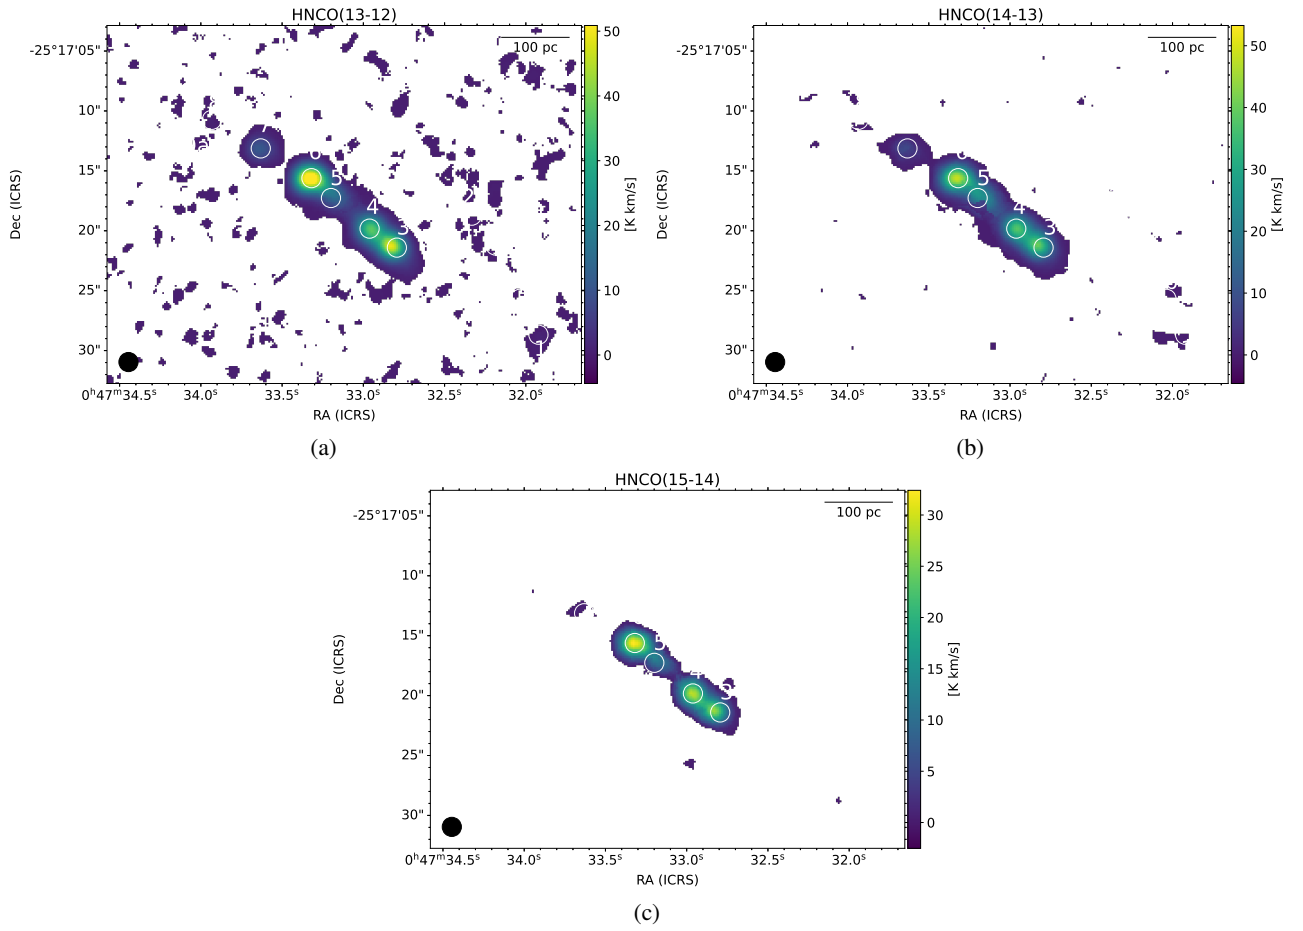 HNCO(13-12)
100 pc
-25°17'05"
10"
15"
20"
25"
30"
Dec (ICRS)
7
6
5
4
3
1
50
40
30
20
10
0
[K km/s]
0ʰ47ᵐ34.5ˢ 34.0ˢ 33.5ˢ 33.0ˢ 32.5ˢ 32.0ˢ
RA (ICRS)
(a)
HNCO(14-13)
100 pc
-25°17'05"
10"
15"
20"
25"
30"
Dec (ICRS)
6
5
4
3
50
40
30
20
10
0
[K km/s]
0ʰ47ᵐ34.5ˢ 34.0ˢ 33.5ˢ 33.0ˢ 32.5ˢ 32.0ˢ
RA (ICRS)
(b)
HNCO(15-14)
100 pc
-25°17'05"
10"
15"
20"
25"
30"
Dec (ICRS)
5
4
3
30
25
20
15
10
5
0
[K km/s]
0ʰ47ᵐ34.5ˢ 34.0ˢ 33.5ˢ 33.0ˢ 32.5ˢ 32.0ˢ
RA (ICRS)
(c)